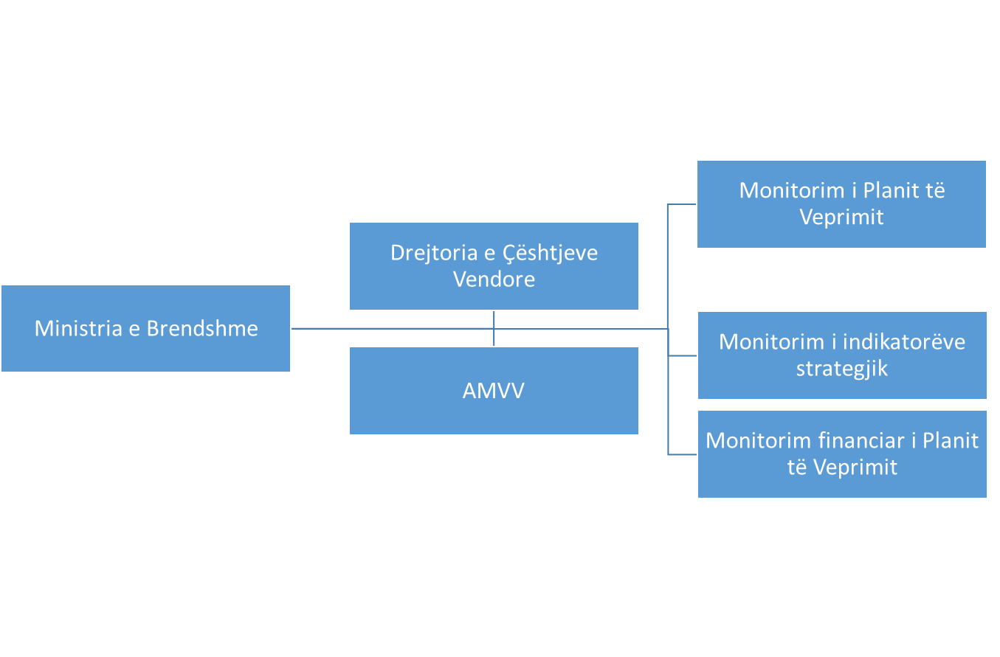 Ministria e Brendshme
Drejtoria e Çështjeve
Vendore
AMVV
Monitorim i Planit të
Veprimit
Monitorim i indikatorëve
strategjik
Monitorim financiar i Planit
të Veprimit